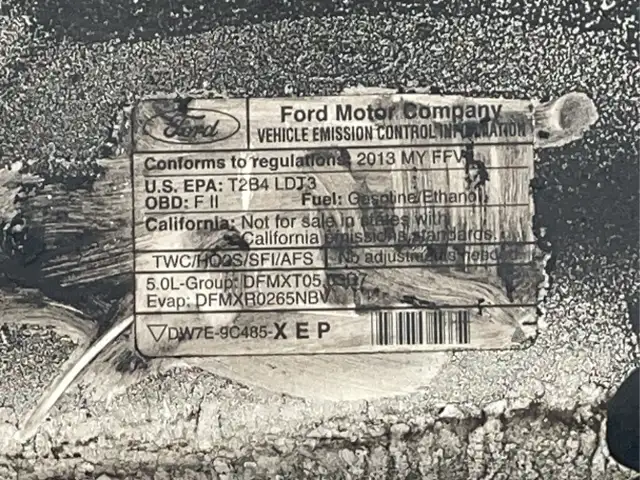 Ford
Ford Motor Company
VEHICLE EMISSION CONTROL INFORMATION
Conforms to regulations: 2013 MY FFV
U.S. EPA: T2B4 LDT3
OBD: F II Fuel: Gasoline/Ethanol
California: Not for sale in states with
California emissions standards.
TWC/HO2S/SFI/AFS No adjustments needed.
5.0L-Group:
Evap: DFMXR0265NBV
DW7E-9C485-XEP